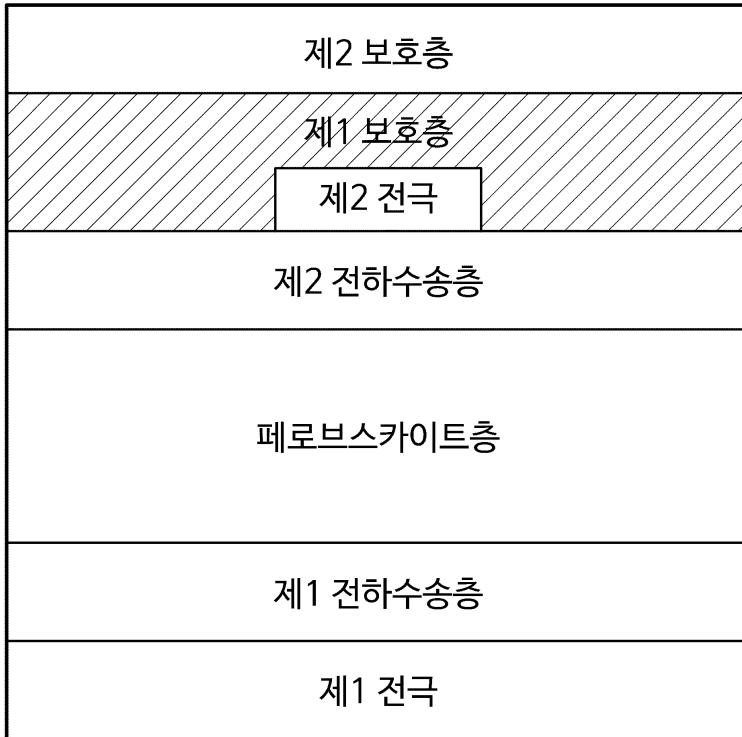 제2 보호층
제1 보호층
제2 전극
제2 전하수송층
페로브스카이트층
제1 전하수송층
제1 전극